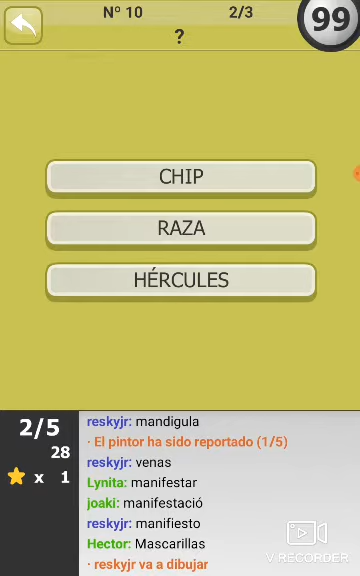 Nº 10 2/3 99
?
CHIP
RAZA
HÉRCULES
2/5
28
x 1
reskyjr: mandigula
· El pintor ha sido reportado (1/5)
reskyjr: venas
Lynita: manifestar
joaki: manifestació
reskyjr: manifiesto
Hector: Mascarillas
· reskyjr va a dibujar
V RECORDER